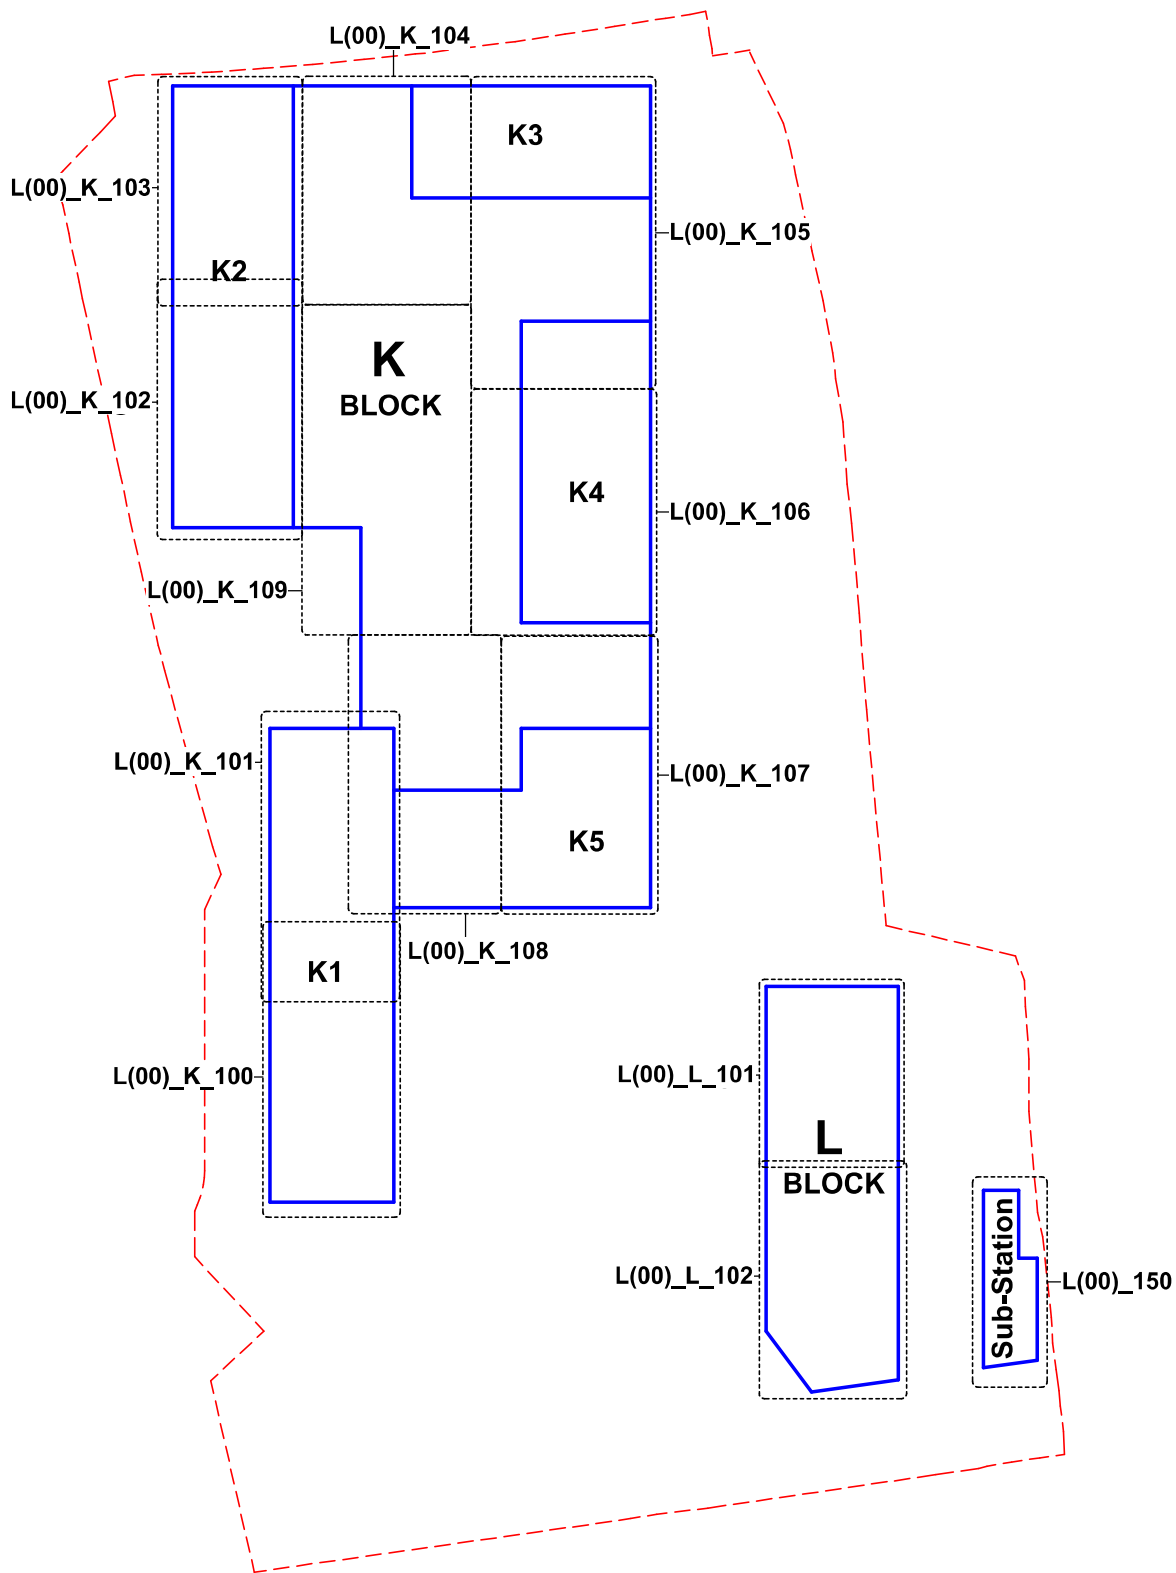 L(00)_K_104
K3
L(00)_K_103
L(00)_K_105
K2
K
BLOCK
L(00)_K_102
K4
L(00)_K_106
L(00)_K_109
L(00)_K_101
L(00)_K_107
K5
L(00)_K_108
K1
L(00)_K_100
L(00)_L_101
L
BLOCK
L(00)_L_102
Sub-Station
L(00)_150